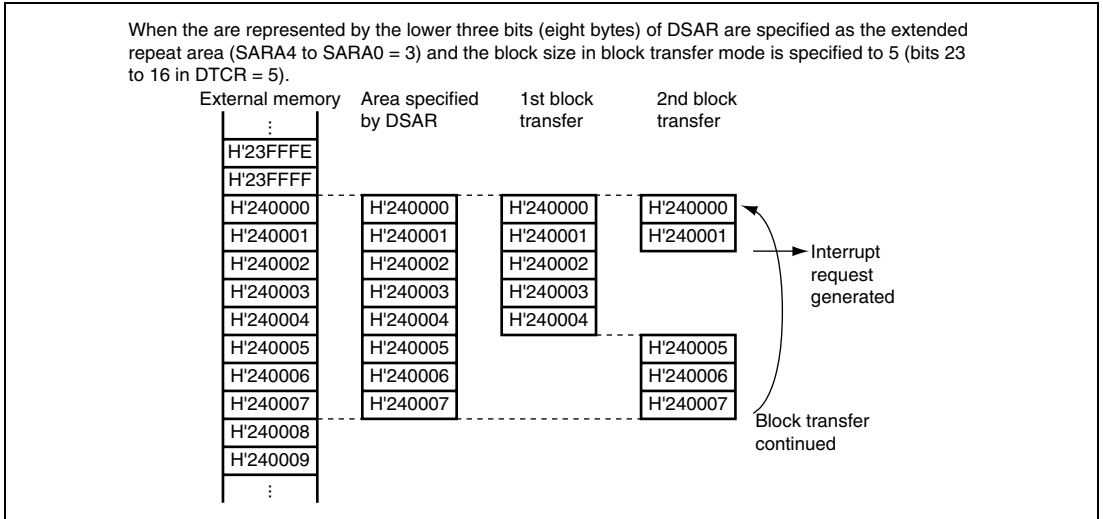 When the are represented by the lower three bits (eight bytes) of DSAR are specified as the extended
repeat area (SARA4 to SARA0 = 3) and the block size in block transfer mode is specified to 5 (bits 23
to 16 in DTCR = 5).
External memory
⋮
H'23FFFE
H'23FFFF
H'240000
H'240001
H'240002
H'240003
H'240004
H'240005
H'240006
H'240007
H'240008
H'240009
⋮
Area specified
by DSAR
H'240000
H'240001
H'240002
H'240003
H'240004
H'240005
H'240006
H'240007
1st block
transfer
H'240000
H'240001
H'240002
H'240003
H'240004
2nd block
transfer
H'240000
H'240001
H'240005
H'240006
H'240007
Interrupt
request
generated
Block transfer
continued